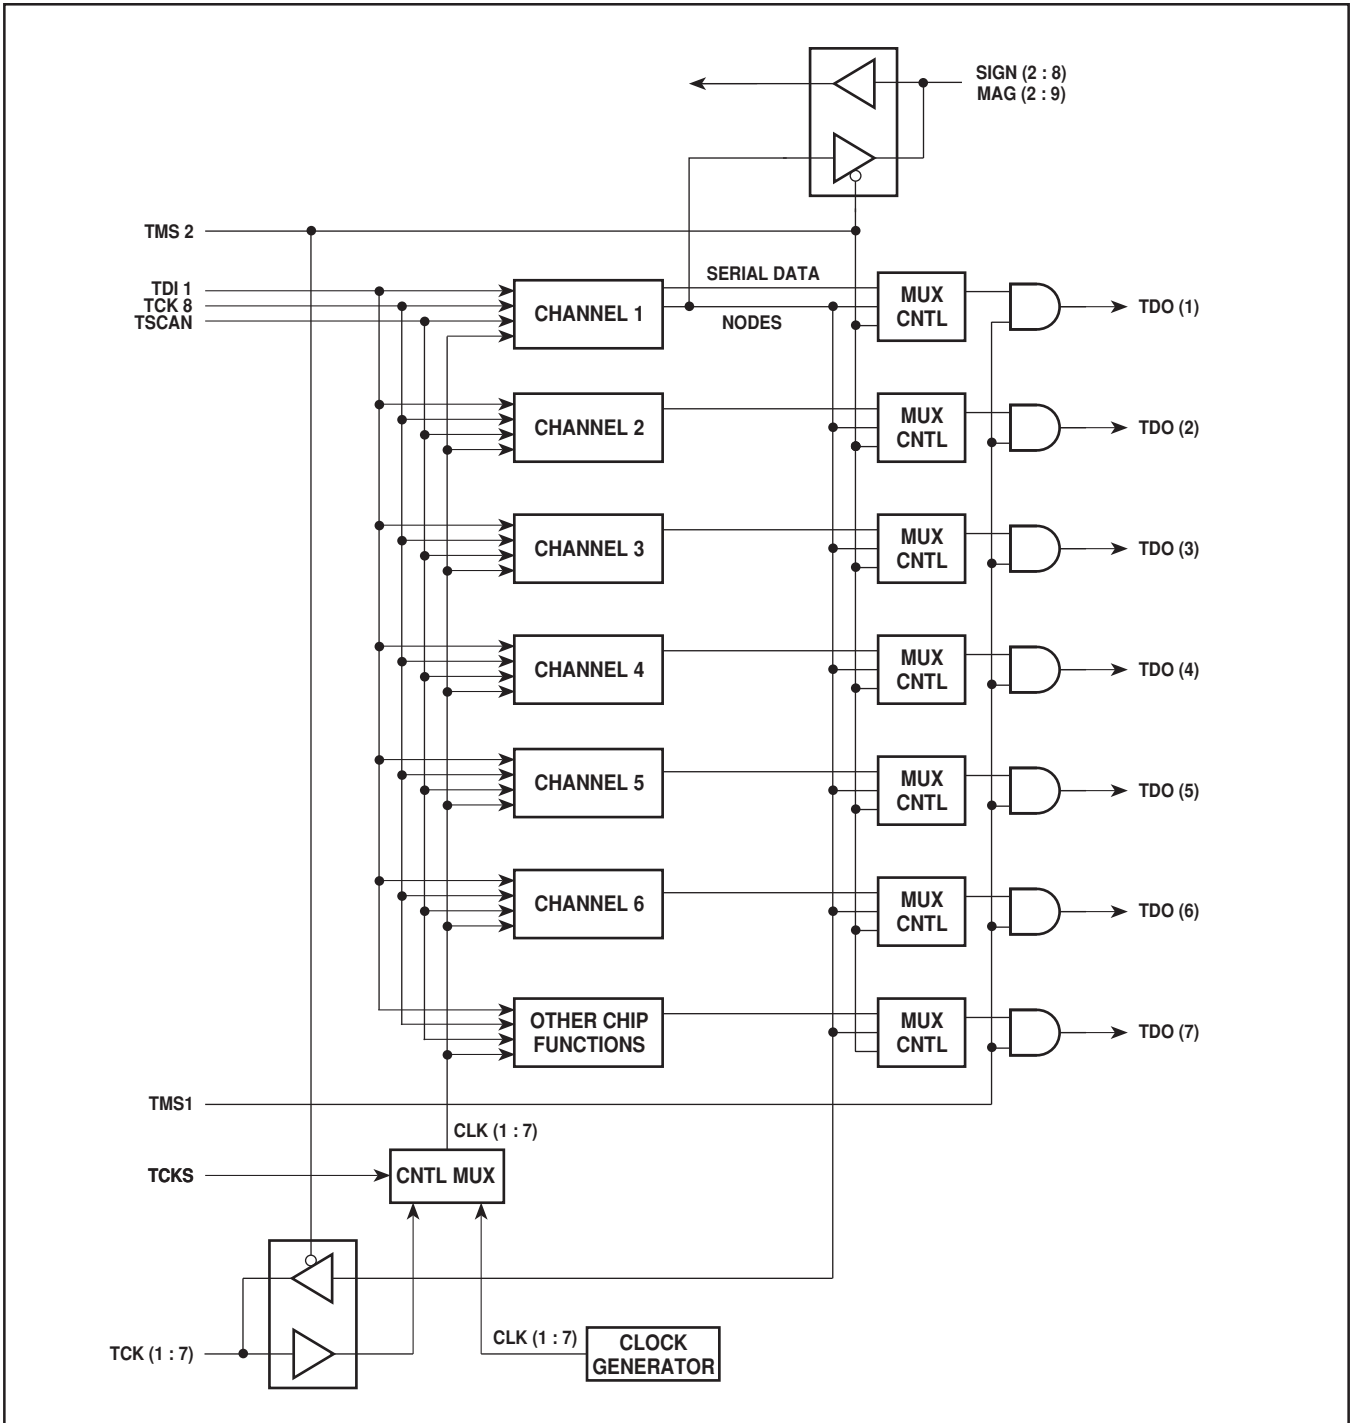 SIGN (2 : 8)
MAG (2 : 9)
TMS 2
TDI 1
TCK 8
TSCAN
SERIAL DATA
NODES
CHANNEL 1
MUX
CNTL
TDO (1)
CHANNEL 2
MUX
CNTL
TDO (2)
CHANNEL 3
MUX
CNTL
TDO (3)
CHANNEL 4
MUX
CNTL
TDO (4)
CHANNEL 5
MUX
CNTL
TDO (5)
CHANNEL 6
MUX
CNTL
TDO (6)
OTHER CHIP
FUNCTIONS
MUX
CNTL
TDO (7)
TMS1
CLK (1 : 7)
TCKS
CNTL MUX
TCK (1 : 7)
CLK (1 : 7)
CLOCK
GENERATOR